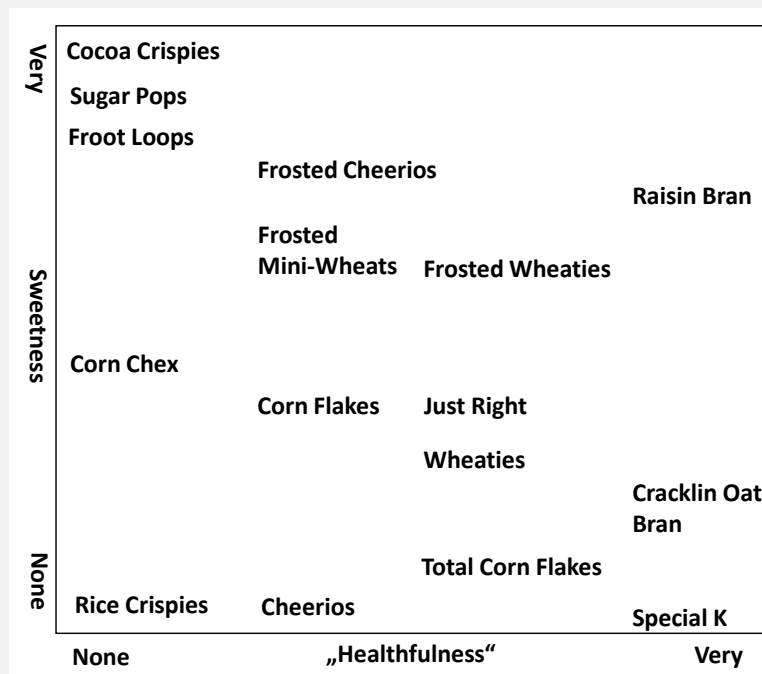 Very
Cocoa Crispies
Sugar Pops
Froot Loops
Frosted Cheerios
Raisin Bran
Frosted
Mini-Wheats
Frosted Wheaties
Sweetness
Corn Chex
Corn Flakes
Just Right
Wheaties
Cracklin Oat
Bran
None
Total Corn Flakes
Rice Crispies
Cheerios
Special K
None
„Healthfulness“
Very